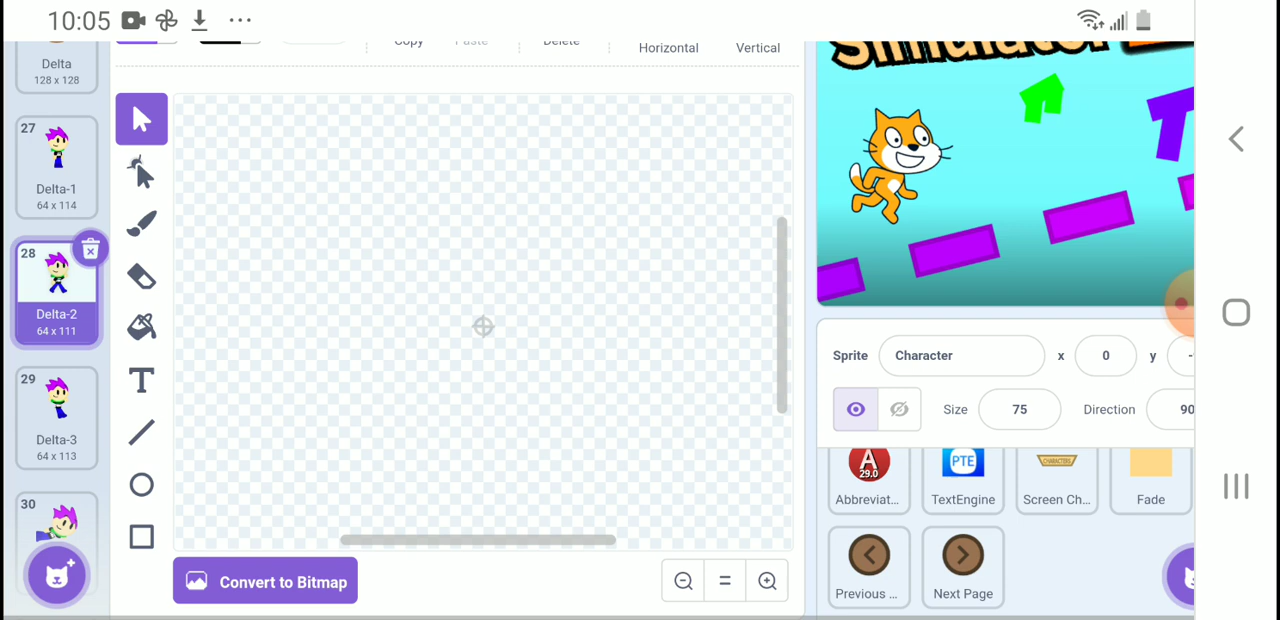 10:05
Copy
Paste
Delete
Horizontal
Vertical
Simulator
Delta
128 x 128
27
Delta-1
64 x 114
28
Delta-2
64 x 111
29
Delta-3
64 x 113
30
T
Convert to Bitmap
Sprite
Character
x
0
y
-
Size
75
Direction
90
A
29.0
Abbreviat...
PTE
TextEngine
CHARACTERS
Screen Ch...
Fade
Previous ...
Next Page